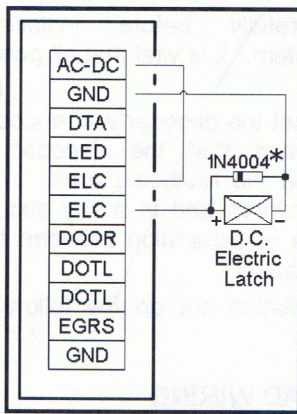 AC-DC
GND
DTA
LED
ELC
ELC
DOOR
DOTL
DOTL
EGRS
GND
1N4004*
+ −
D.C.
Electric
Latch